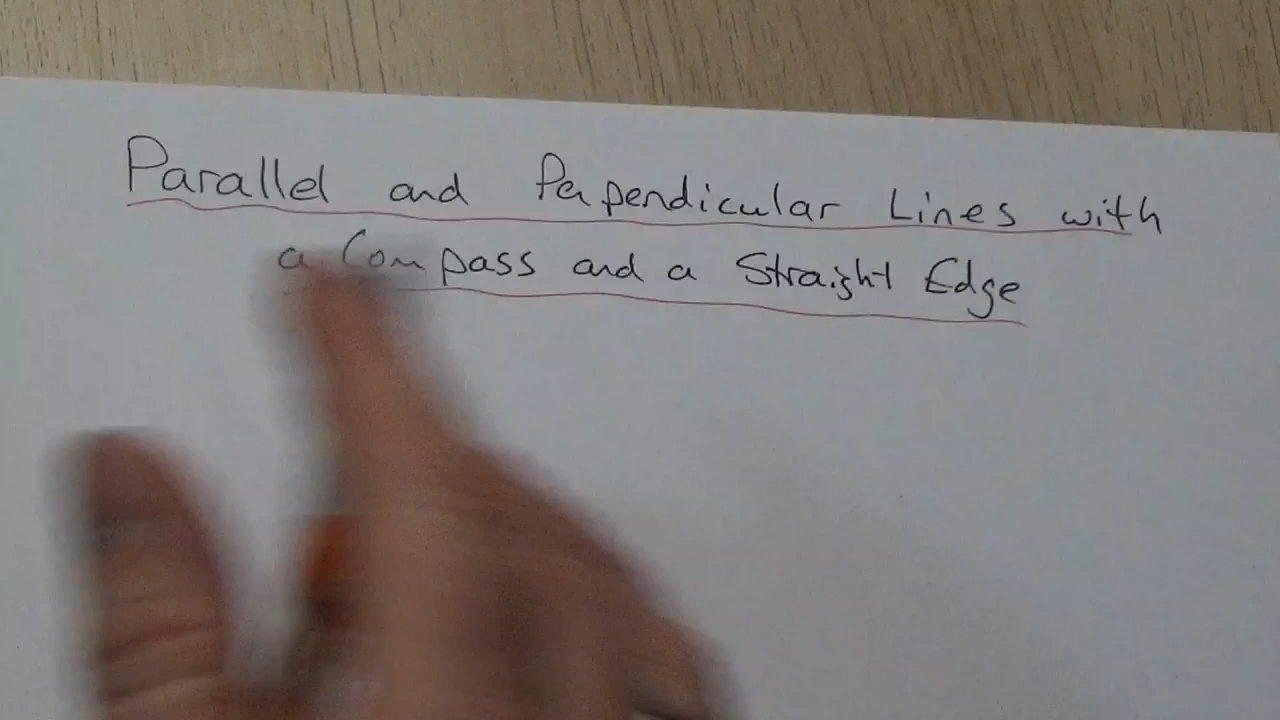 Parallel and Perpendicular Lines with
a Compass and a Straight Edge